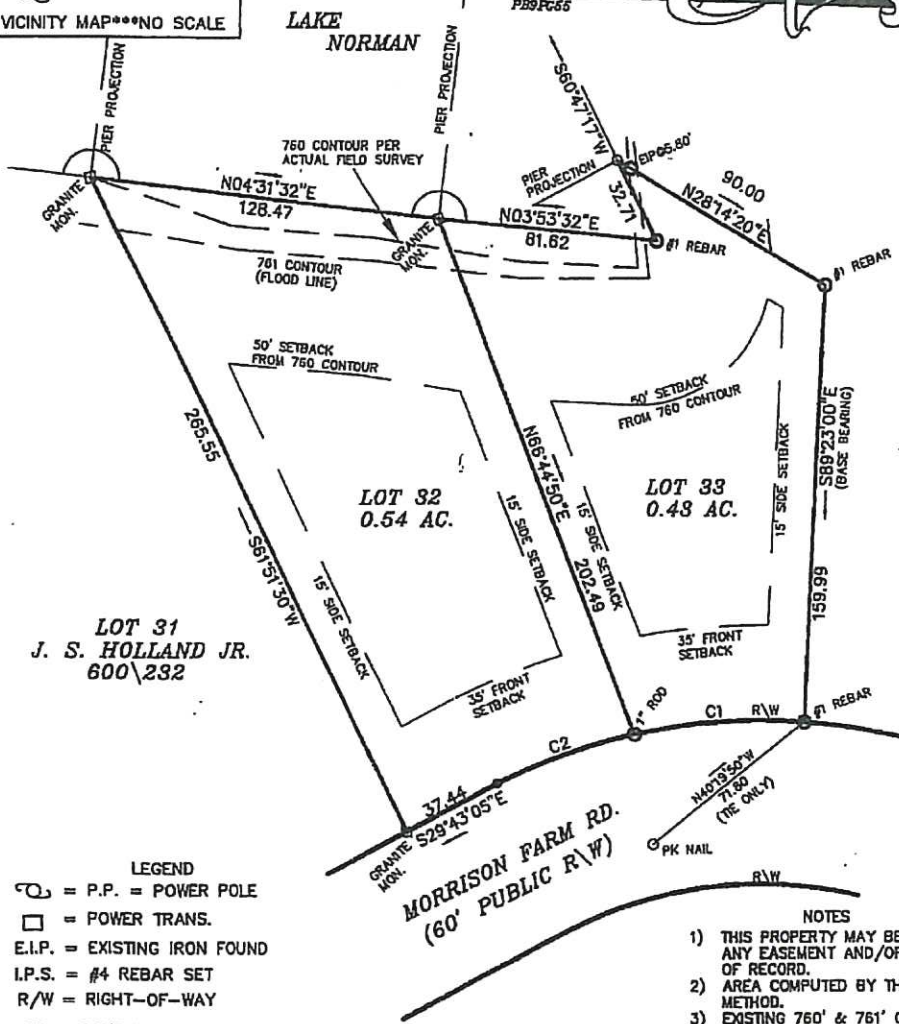 VICINITY MAP***NO SCALE
LAKE
NORMAN
PB9PG55
PIER PROJECTION
PIER PROJECTION
S60°47'17"W
760 CONTOUR PER
ACTUAL FIELD SURVEY
PIER
PROJECTION
EIP@5.80'
90.00
N28°14'20"E
32.71
GRANITE
MON.
N04°31'32"E
128.47
GRANITE
MON.
N03°53'32"E
81.62
#1 REBAR
#1 REBAR
761 CONTOUR
(FLOOD LINE)
50' SETBACK
FROM 760 CONTOUR
50' SETBACK
FROM 760 CONTOUR
S89°23'00"E
(BASE BEARING)
159.99
265.55
S61°51'30"W
N66°44'50"E
202.49
LOT 32
0.54 AC.
LOT 33
0.43 AC.
15' SIDE SETBACK
15' SIDE SETBACK
15' SIDE SETBACK
15' SIDE SETBACK
35' FRONT
SETBACK
35' FRONT
SETBACK
LOT 31
J. S. HOLLAND JR.
600\232
1" ROD
C1
R\W
#1 REBAR
C2
37.44
S29°43'05"E
GRANITE
MON.
N40°19'50"W
71.80
(TIE ONLY)
PK NAIL
MORRISON FARM RD.
(60' PUBLIC R\W)
R\W
LEGEND
= P.P. = POWER POLE
= POWER TRANS.
E.I.P. = EXISTING IRON FOUND
I.P.S. = #4 REBAR SET
R/W = RIGHT-OF-WAY
NOTES
1) THIS PROPERTY MAY BE
ANY EASEMENT AND/OR
OF RECORD.
2) AREA COMPUTED BY TH
METHOD.
3) EXISTING 760' & 761'